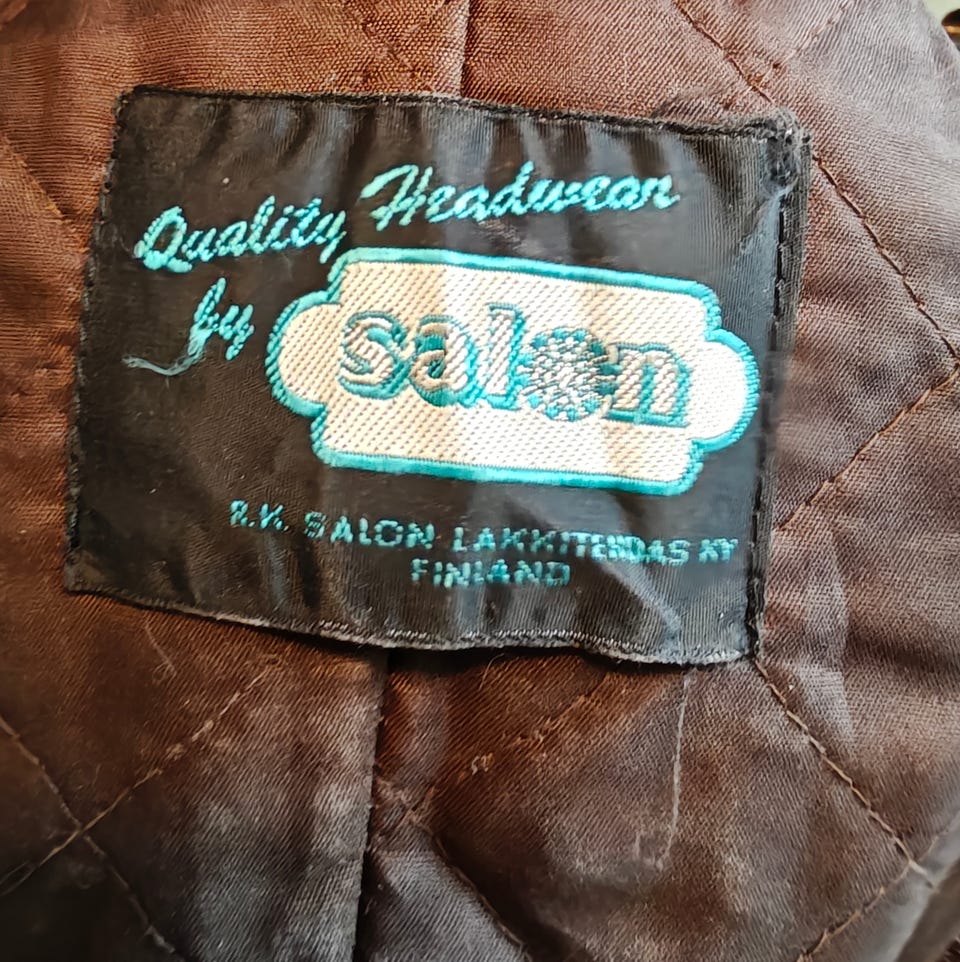 Quality Headwear
by salon
R.K. SALON LAKKITEHDAS KY
FINLAND